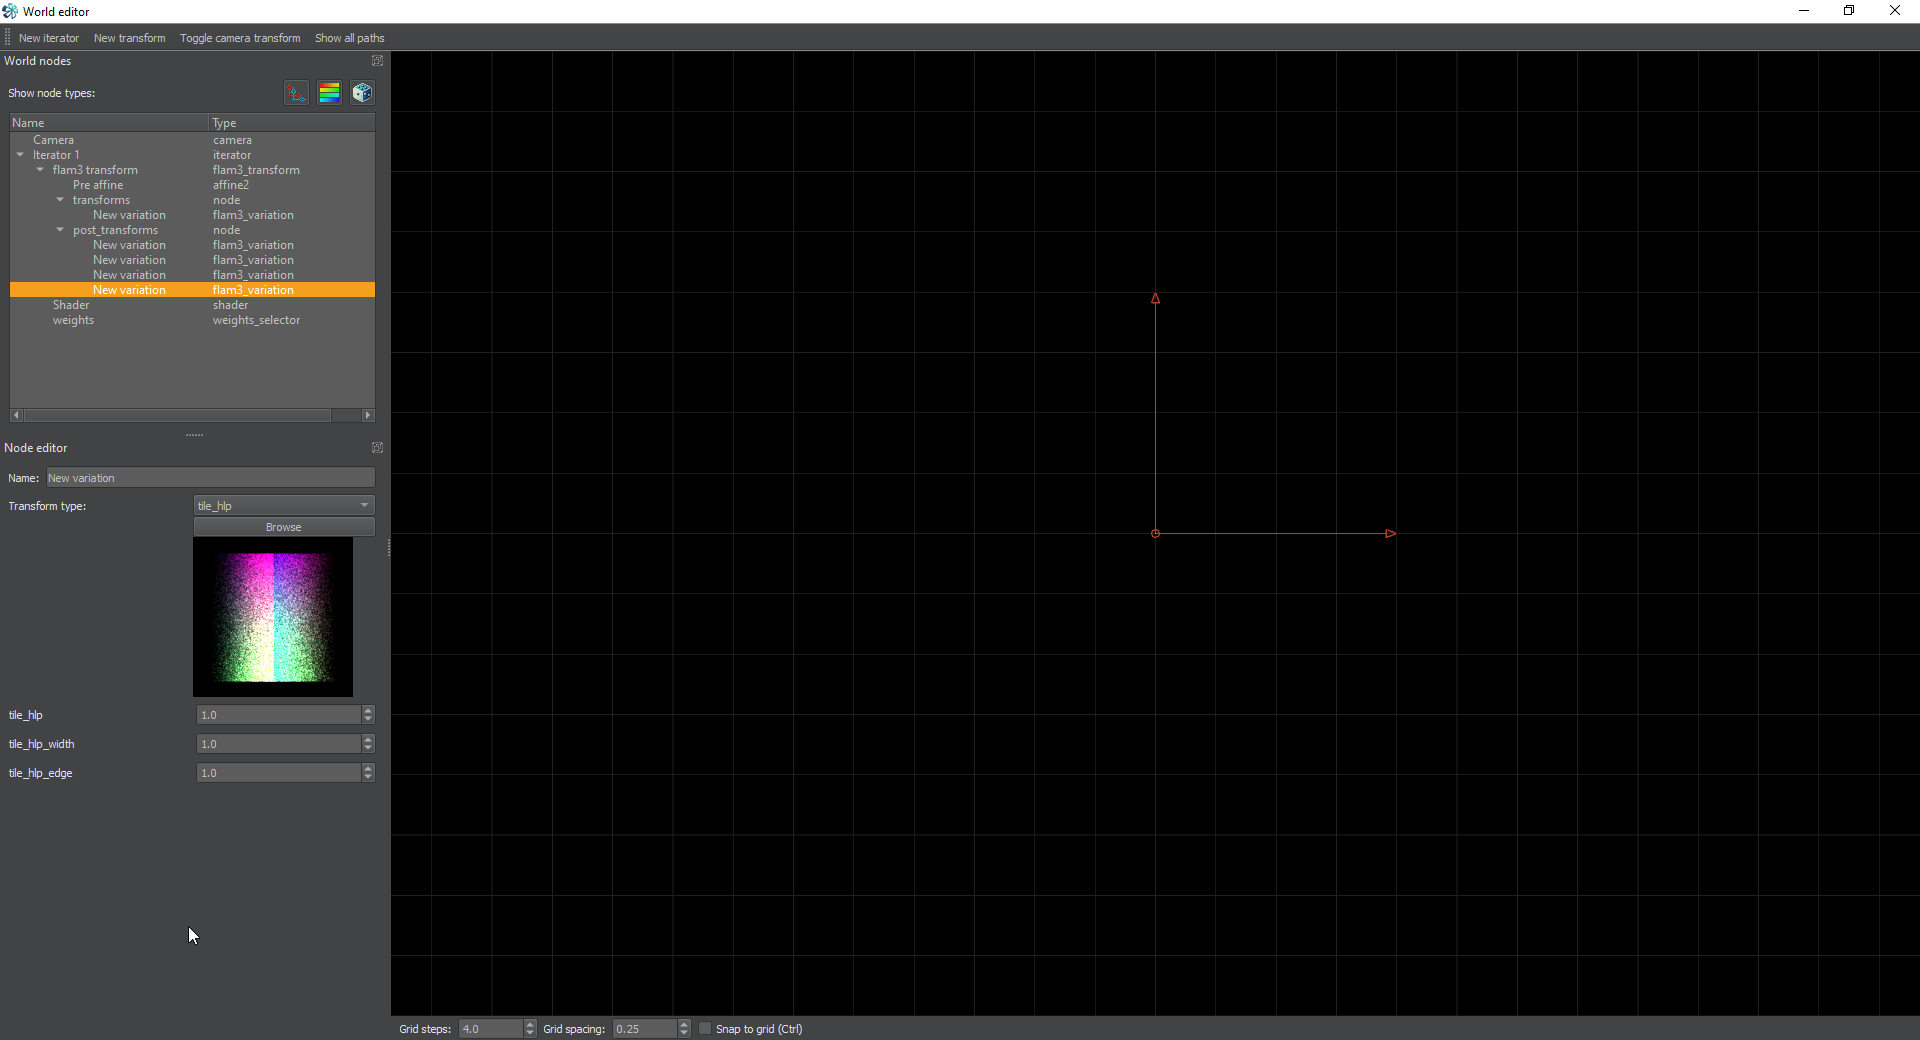 World editor
New iterator New transform Toggle camera transform Show all paths
World nodes
Show node types:
Name Type
Camera camera
Iterator 1 iterator
flam3 transform flam3_transform
Pre affine affine2
transforms node
New variation flam3_variation
post_transforms node
New variation flam3_variation
New variation flam3_variation
New variation flam3_variation
New variation flam3_variation
Shader shader
weights weights_selector
Node editor
Name: New variation
Transform type: tile_hlp
Browse
tile_hlp 1.0
tile_hlp_width 1.0
tile_hlp_edge 1.0
Grid steps: 4.0 Grid spacing: 0.25 Snap to grid (Ctrl)